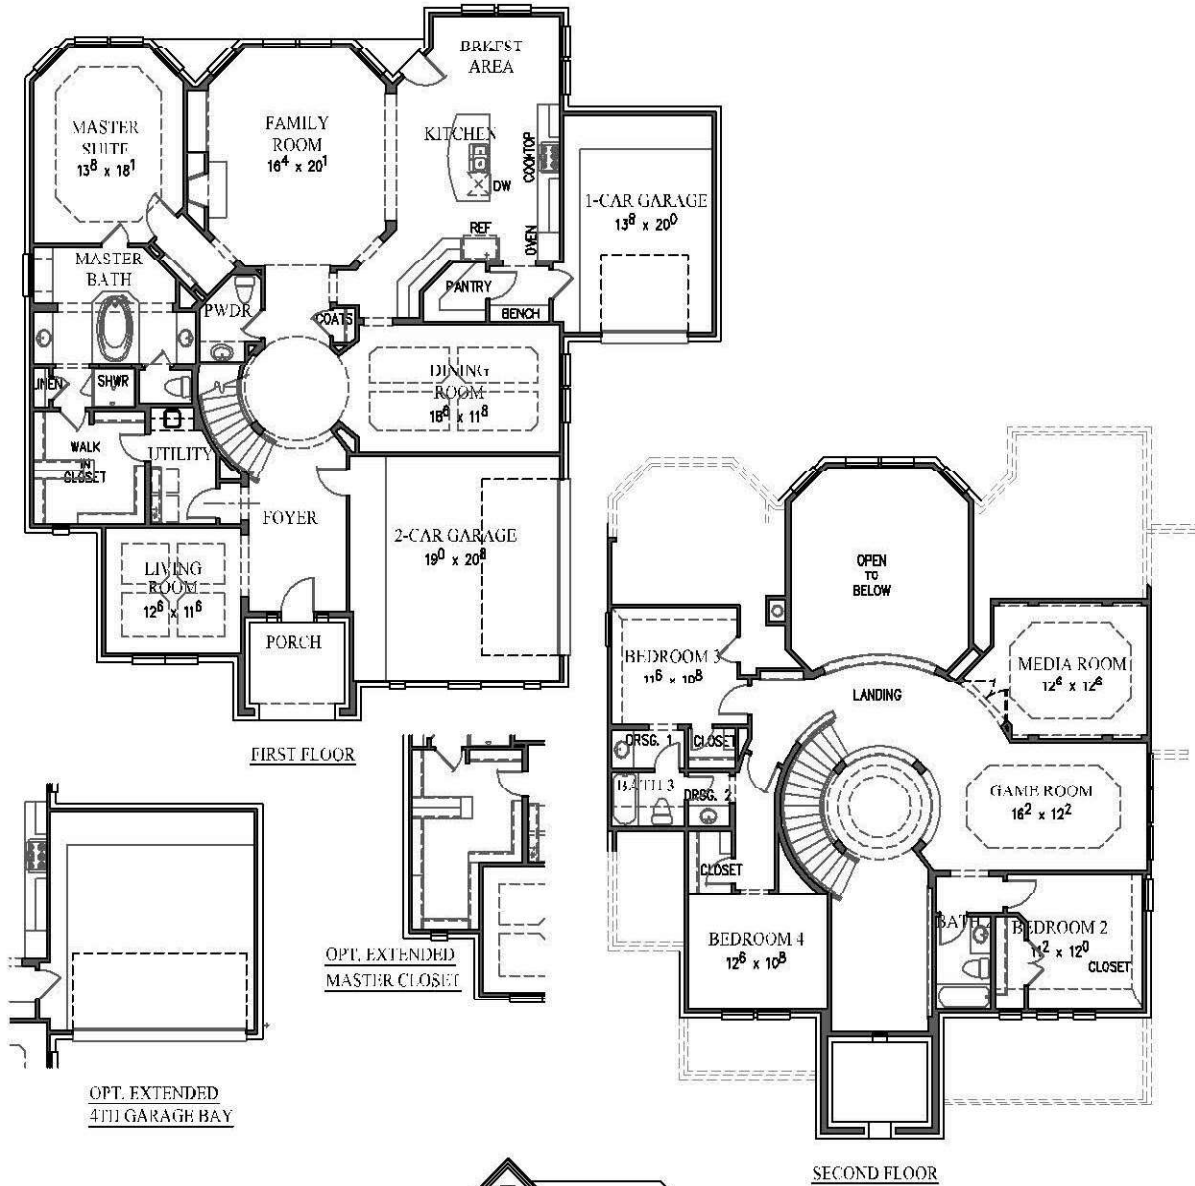 BRKFST
AREA
MASTER
SUITE
13⁸ x 18¹
FAMILY
ROOM
16⁴ x 20¹
KITCHEN
COOKTOP
DW
1-CAR GARAGE
13⁸ x 20⁰
REF
OVEN
MASTER
BATH
PANTRY
BENCH
PWDR
COATS
DINING
ROOM
18⁸ x 11⁸
LINEN
SHWR
WALK
IN
CLOSET
UTILITY
FOYER
2-CAR GARAGE
19⁰ x 20⁸
LIVING
ROOM
12⁶ x 11⁶
PORCH
FIRST FLOOR
OPEN
TO
BELOW
BEDROOM 3
11⁶ x 10⁸
MEDIA ROOM
12⁶ x 12⁶
LANDING
DRSG. 1
CLOSET
BATH 3
DRSG. 2
GAME ROOM
16² x 12²
CLOSET
BEDROOM 4
12⁶ x 10⁸
BATH 2
BEDROOM 2
11² x 12⁰
CLOSET
SECOND FLOOR
OPT. EXTENDED
MASTER CLOSET
OPT. EXTENDED
4TH GARAGE BAY